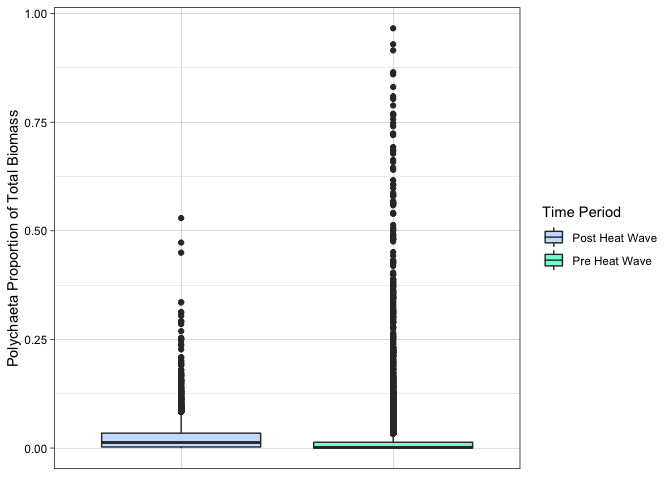 Polychaeta Proportion of Total Biomass
1.00
0.75
0.50
0.25
0.00
Time Period
Post Heat Wave
Pre Heat Wave